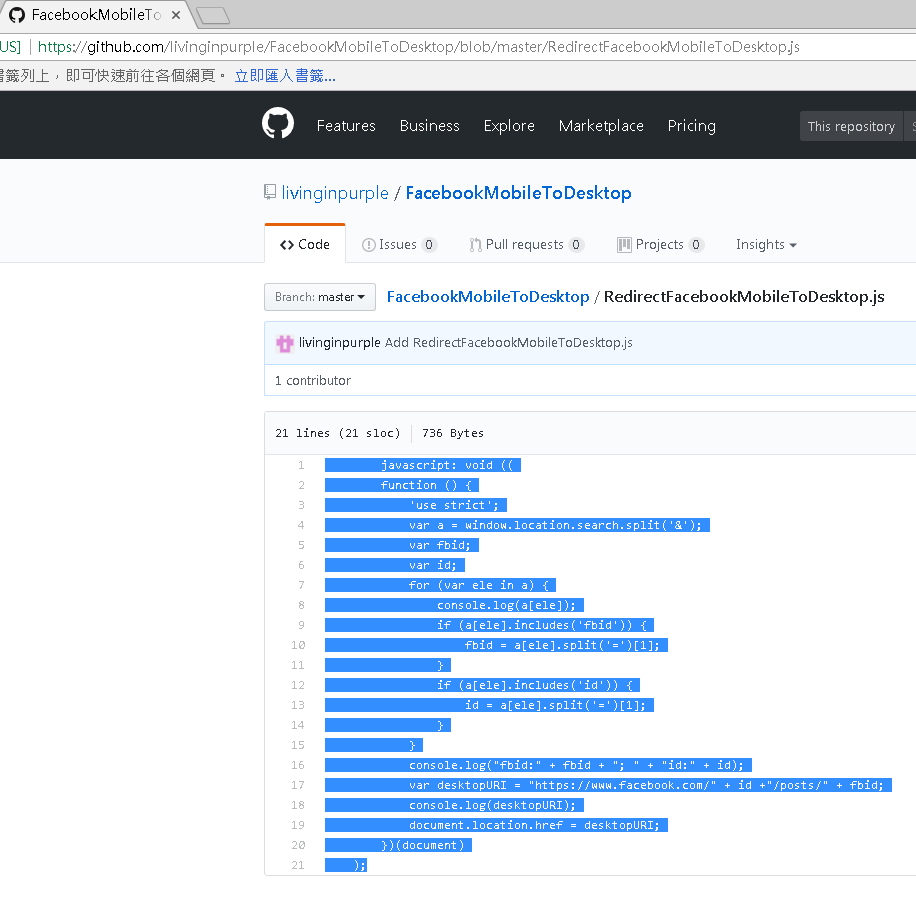 FacebookMobileTo
US] https://github.com/livinginpurple/FacebookMobileToDesktop/blob/master/RedirectFacebookMobileToDesktop.js
書籤列上，即可快速前往各個網頁。 立即匯入書籤...
Features Business Explore Marketplace Pricing This repository
livinginpurple / FacebookMobileToDesktop
Code Issues 0 Pull requests 0 Projects 0 Insights
Branch: master FacebookMobileToDesktop / RedirectFacebookMobileToDesktop.js
livinginpurple Add RedirectFacebookMobileToDesktop.js
1 contributor
21 lines (21 sloc) 736 Bytes
1 javascript: void ((
2 function () {
3 'use strict';
4 var a = window.location.search.split('&');
5 var fbid;
6 var id;
7 for (var ele in a) {
8 console.log(a[ele]);
9 if (a[ele].includes('fbid')) {
10 fbid = a[ele].split('=')[1];
11 }
12 if (a[ele].includes('id')) {
13 id = a[ele].split('=')[1];
14 }
15 }
16 console.log("fbid:" + fbid + "; " + "id:" + id);
17 var desktopURI = "https://www.facebook.com/" + id +"/posts/" + fbid;
18 console.log(desktopURI);
19 document.location.href = desktopURI;
20 })(document)
21 );